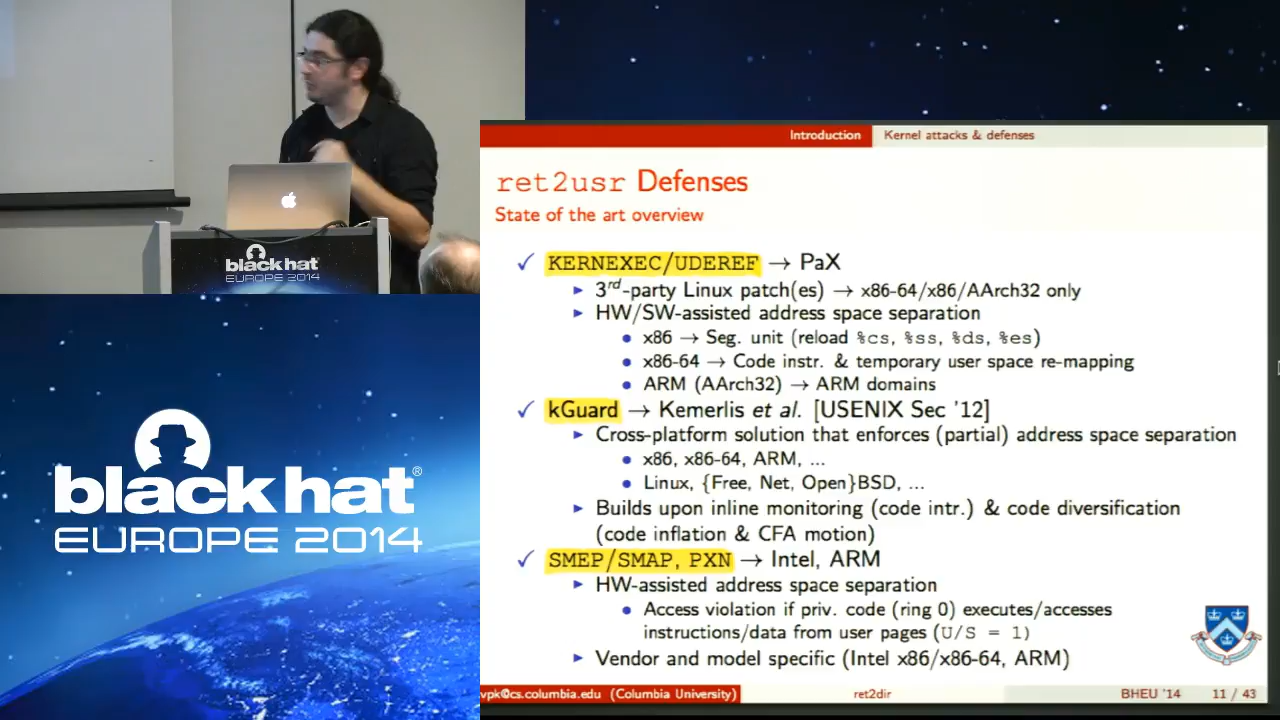 black hat
EUROPE 2014
black hat®
EUROPE 2014
Introduction Kernel attacks & defenses
ret2usr Defenses
State of the art overview
✓ KERNEXEC/UDEREF → PaX
▶ 3rd-party Linux patch(es) → x86-64/x86/AArch32 only
▶ HW/SW-assisted address space separation
• x86 → Seg. unit (reload %cs, %ss, %ds, %es)
• x86-64 → Code instr. & temporary user space re-mapping
• ARM (AArch32) → ARM domains
✓ kGuard → Kemerlis et al. [USENIX Sec '12]
▶ Cross-platform solution that enforces (partial) address space separation
• x86, x86-64, ARM, ...
• Linux, {Free, Net, Open}BSD, ...
▶ Builds upon inline monitoring (code intr.) & code diversification
(code inflation & CFA motion)
✓ SMEP/SMAP, PXN → Intel, ARM
▶ HW-assisted address space separation
• Access violation if priv. code (ring 0) executes/accesses
instructions/data from user pages (U/S = 1)
▶ Vendor and model specific (Intel x86/x86-64, ARM)
vpk@cs.columbia.edu (Columbia University) ret2dir BHEU '14 11 / 43